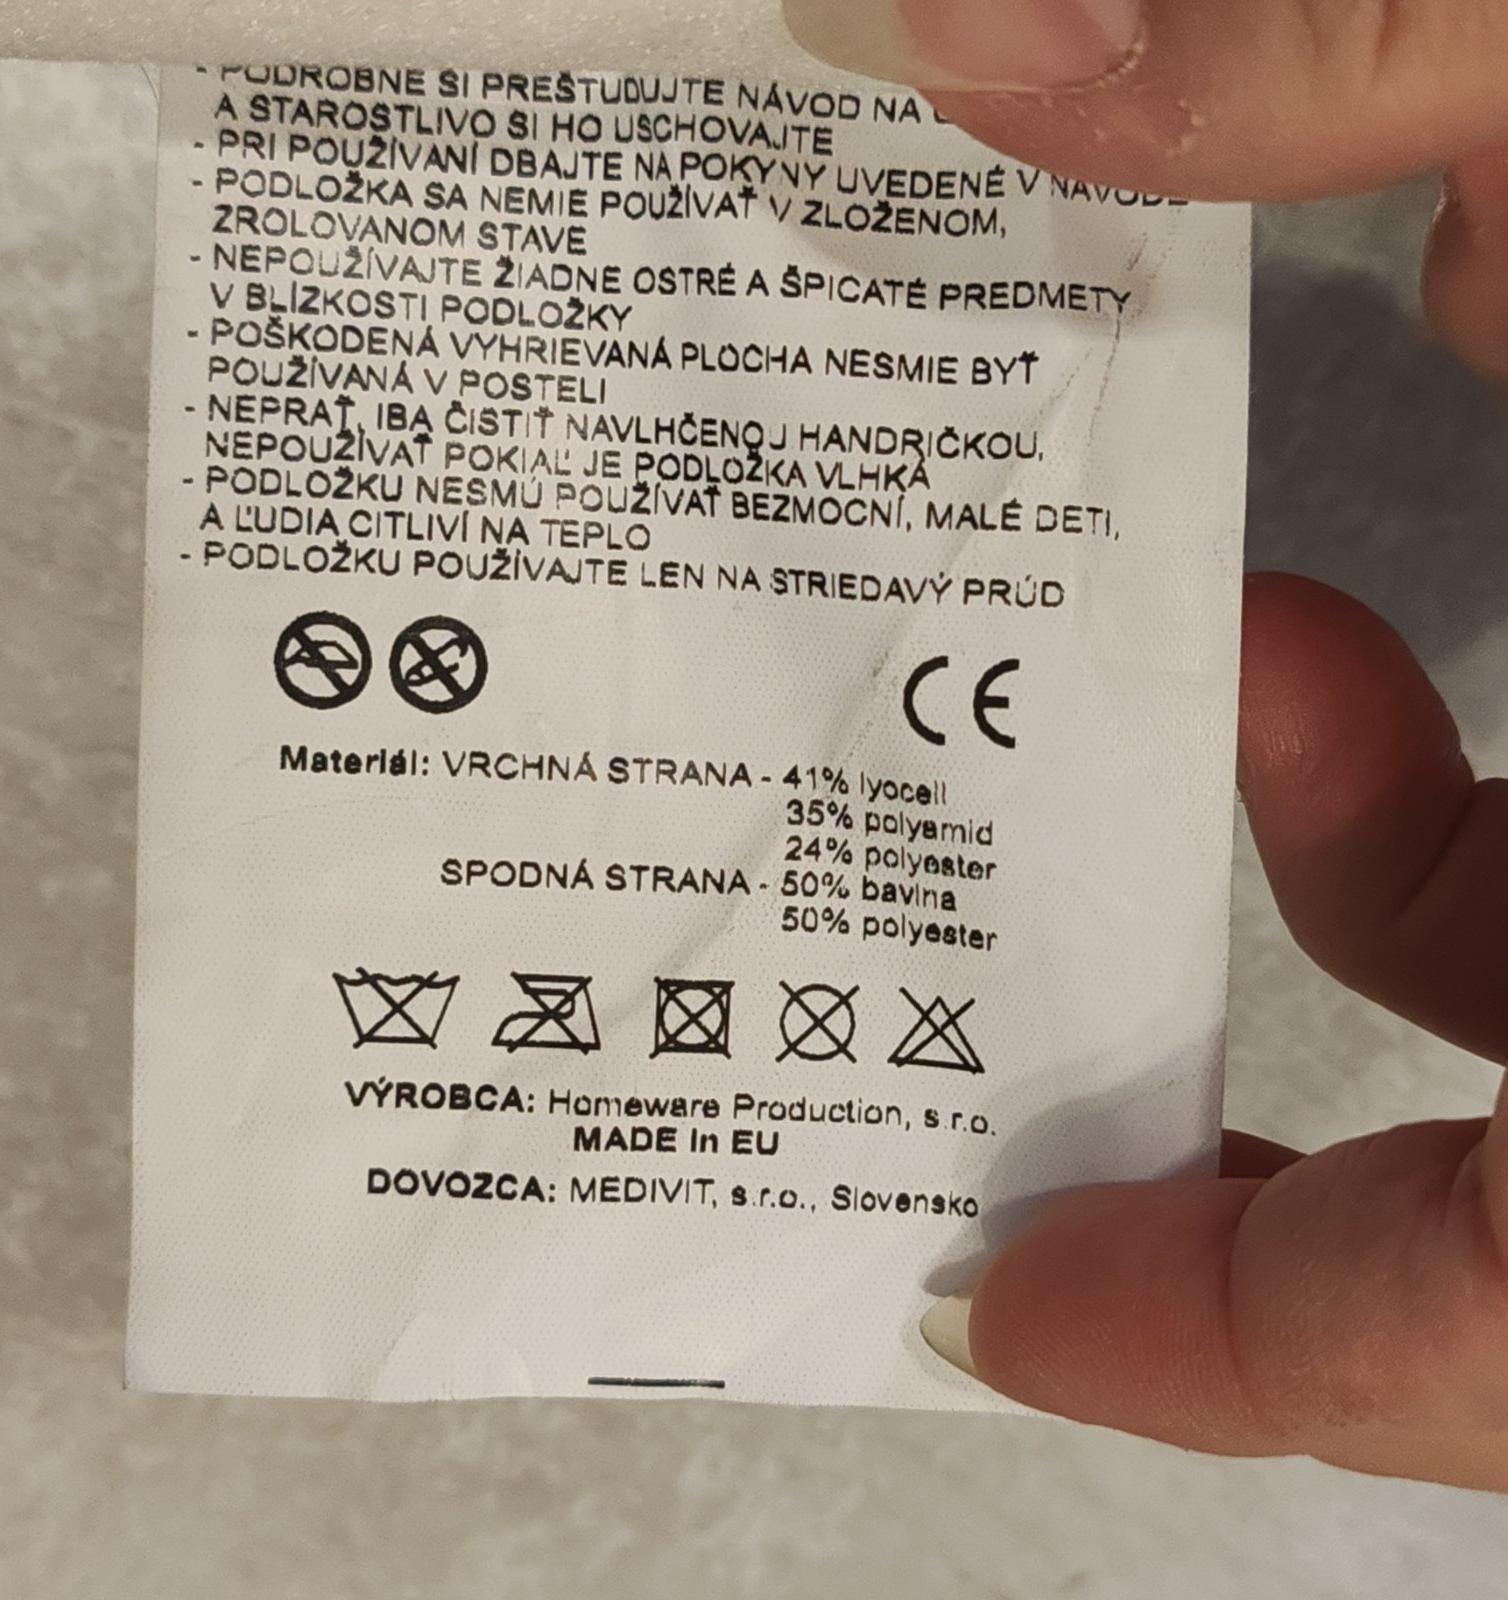 - PODROBNE SI PREŠTUDUJTE NÁVOD NA
A STAROSTLIVO SI HO USCHOVAJTE
- PRI POUŽÍVANÍ DBAJTE NA POKYNY UVEDENÉ V NÁVODE
- PODLOŽKA SA NEMIE POUŽÍVAŤ V ZLOŽENOM,
ZROLOVANOM STAVE
- NEPOUŽÍVAJTE ŽIADNE OSTRÉ A ŠPICATÉ PREDMETY
V BLÍZKOSTI PODLOŽKY
- POŠKODENÁ VYHRIEVANÁ PLOCHA NESMIE BYŤ
POUŽÍVANÁ V POSTELI
- NEPRAŤ, IBA ČISTIŤ NAVLHČENOU HANDRIČKOU,
NEPOUŽÍVAŤ POKIAĽ JE PODLOŽKA VLHKÁ
- PODLOŽKU NESMÚ POUŽÍVAŤ BEZMOCNÍ, MALÉ DETI,
A ĽUDIA CITLIVÍ NA TEPLO
- PODLOŽKU POUŽÍVAJTE LEN NA STRIEDAVÝ PRÚD
CE
Materiál: VRCHNÁ STRANA - 41% lyocell
35% polyamid
24% polyester
SPODNÁ STRANA - 50% bavlna
50% polyester
VÝROBCA: Homeware Production, s.r.o.
MADE in EU
DOVOZCA: MEDIVIT, s.r.o., Slovensko